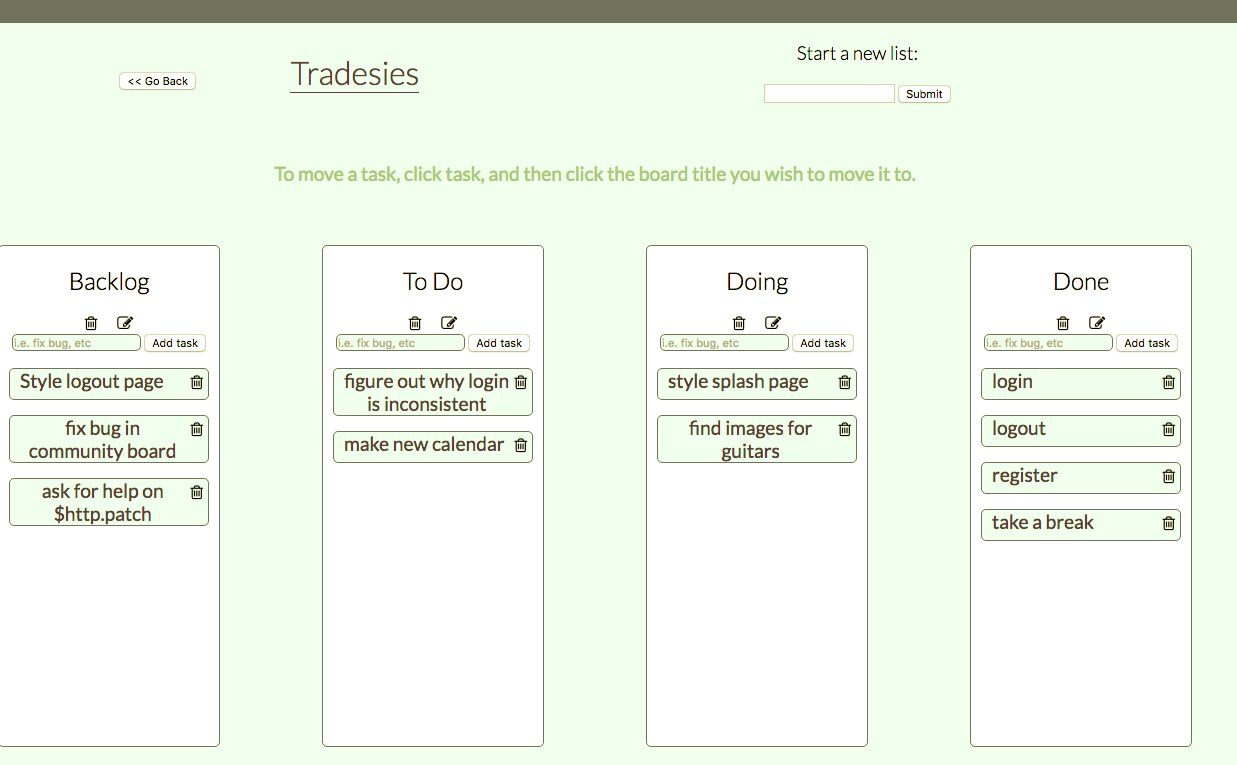 << Go Back
Tradesies
Start a new list:
Submit
To move a task, click task, and then click the board title you wish to move it to.
Backlog
i.e. fix bug, etc
Add task
Style logout page
fix bug in
community board
ask for help on
$http.patch
To Do
i.e. fix bug, etc
Add task
figure out why login
is inconsistent
make new calendar
Doing
i.e. fix bug, etc
Add task
style splash page
find images for
guitars
Done
i.e. fix bug, etc
Add task
login
logout
register
take a break